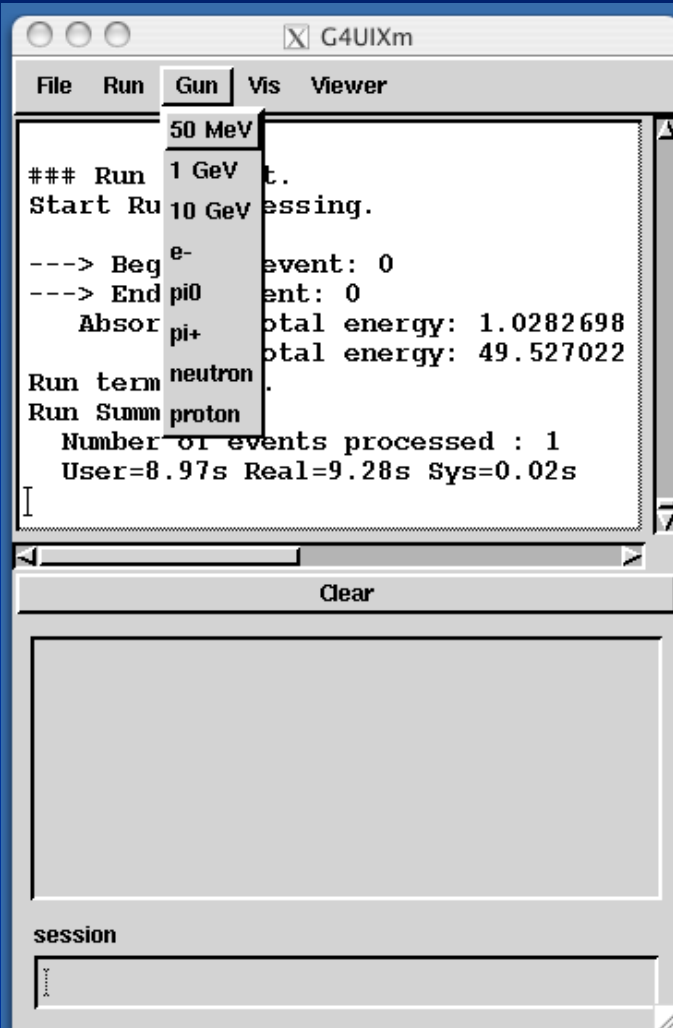 G4UIXm
File Run Gun Vis Viewer
50 MeV
1 GeV
10 GeV
e-
pi0
pi+
neutron
proton
### Run t.
Start Ru essing.
---> Beg event: 0
---> End ent: 0
Absor otal energy: 1.0282698
otal energy: 49.527022
Run term .
Run Summ
Number of events processed : 1
User=8.97s Real=9.28s Sys=0.02s
Clear
session